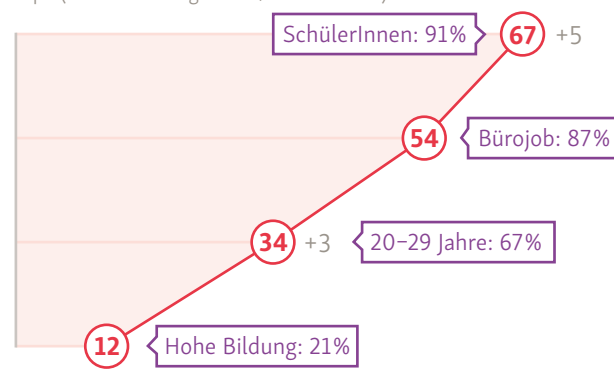 SchülerInnen: 91% 67 +5
54 Bürojob: 87%
34 +3 20–29 Jahre: 67%
12 Hohe Bildung: 21%